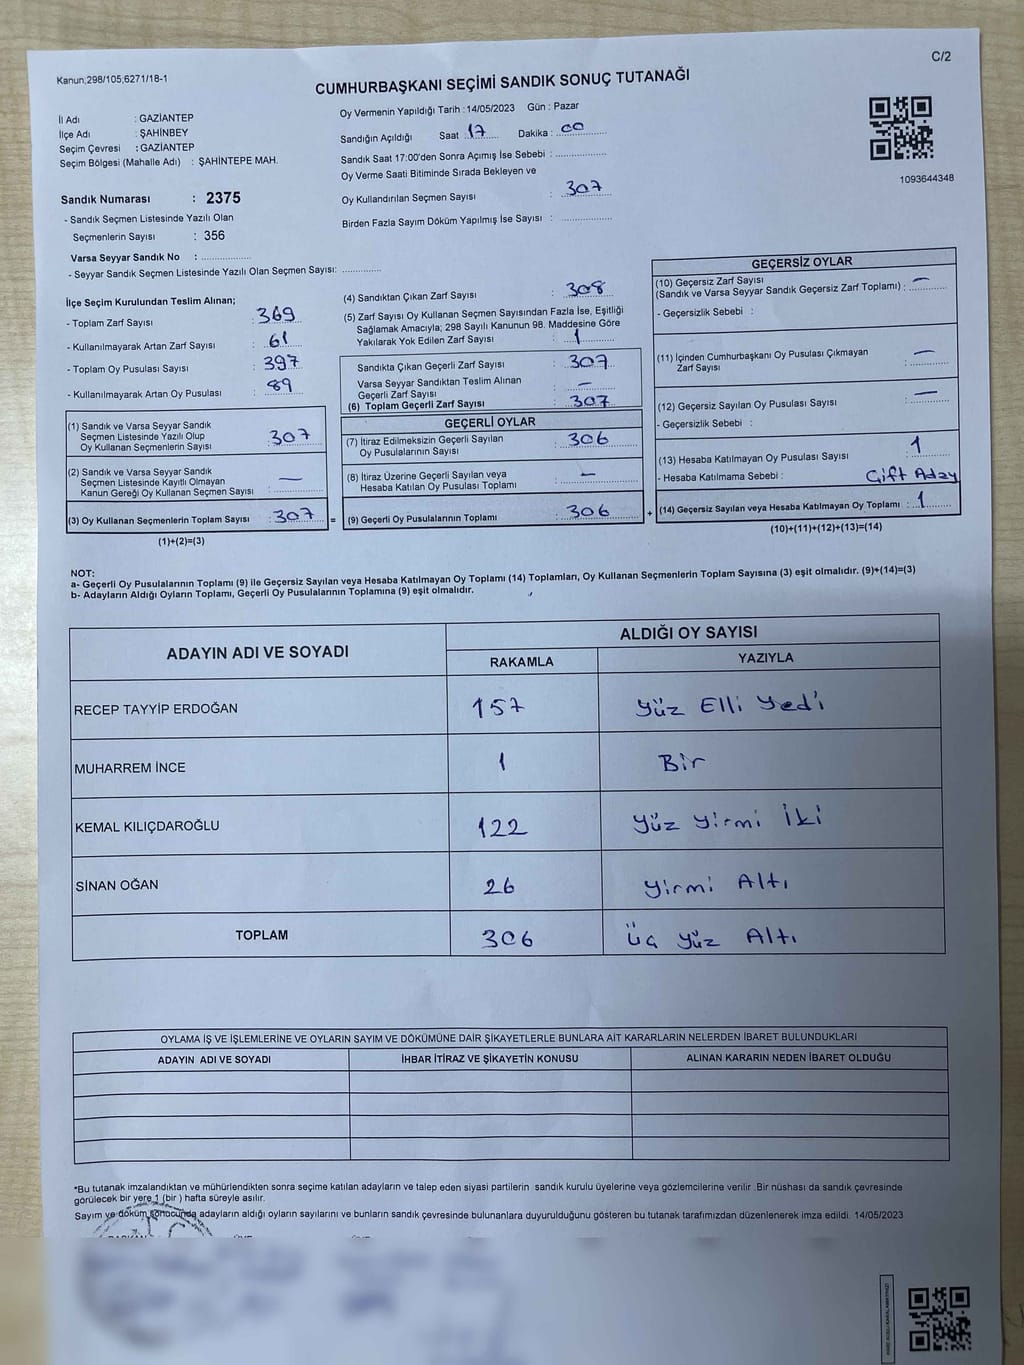 Kanun;298/105;6271/18-1
C/2
CUMHURBAŞKANI SEÇİMİ SANDIK SONUÇ TUTANAĞI
İl Adı : GAZİANTEP
İlçe Adı : ŞAHİNBEY
Seçim Çevresi : GAZİANTEP
Seçim Bölgesi (Mahalle Adı) : ŞAHİNTEPE MAH.
Sandık Numarası : 2375
- Sandık Seçmen Listesinde Yazılı Olan
Seçmenlerin Sayısı : 356
Varsa Seyyar Sandık No : ..................
- Seyyar Sandık Seçmen Listesinde Yazılı Olan Seçmen Sayısı: ..............
Oy Vermenin Yapıldığı Tarih : 14/05/2023 Gün : Pazar
Sandığın Açıldığı Saat 17 Dakika : 00
Sandık Saat 17:00'den Sonra Açımış İse Sebebi : ..................
Oy Verme Saati Bitiminde Sırada Bekleyen ve
Oy Kullandırılan Seçmen Sayısı : 307
Birden Fazla Sayım Döküm Yapılmış İse Sayısı : ..................
1093644348
İlçe Seçim Kurulundan Teslim Alınan;
- Toplam Zarf Sayısı : 369
- Kullanılmayarak Artan Zarf Sayısı : 61
- Toplam Oy Pusulası Sayısı : 397
- Kullanılmayarak Artan Oy Pusulası : 89
(1) Sandık ve Varsa Seyyar Sandık
Seçmen Listesinde Yazılı Olup
Oy Kullanan Seçmenlerin Sayısı : 307
(2) Sandık ve Varsa Seyyar Sandık
Seçmen Listesinde Kayıtlı Olmayan
Kanun Gereği Oy Kullanan Seçmen Sayısı : —
(3) Oy Kullanan Seçmenlerin Toplam Sayısı : 307 =
(1)+(2)=(3)
(4) Sandıktan Çıkan Zarf Sayısı : 308
(5) Zarf Sayısı Oy Kullanan Seçmen Sayısından Fazla İse, Eşitliği
Sağlamak Amacıyla; 298 Sayılı Kanunun 98. Maddesine Göre
Yakılarak Yok Edilen Zarf Sayısı : 1
Sandıkta Çıkan Geçerli Zarf Sayısı : 307
Varsa Seyyar Sandıktan Teslim Alınan
Geçerli Zarf Sayısı : —
(6) Toplam Geçerli Zarf Sayısı : 307
GEÇERLİ OYLAR
(7) İtiraz Edilmeksizin Geçerli Sayılan
Oy Pusulalarının Sayısı : 306
(8) İtiraz Üzerine Geçerli Sayılan veya
Hesaba Katılan Oy Pusulası Toplamı : —
(9) Geçerli Oy Pusulalarının Toplamı : 306 +
GEÇERSİZ OYLAR
(10) Geçersiz Zarf Sayısı
(Sandık ve Varsa Seyyar Sandık Geçersiz Zarf Toplamı) : —
- Geçersizlik Sebebi :
(11) İçinden Cumhurbaşkanı Oy Pusulası Çıkmayan
Zarf Sayısı : —
(12) Geçersiz Sayılan Oy Pusulası Sayısı : —
- Geçersizlik Sebebi :
(13) Hesaba Katılmayan Oy Pusulası Sayısı : 1
- Hesaba Katılmama Sebebi : Çift Aday
(14) Geçersiz Sayılan veya Hesaba Katılmayan Oy Toplamı : 1
(10)+(11)+(12)+(13)=(14)
NOT:
a- Geçerli Oy Pusulalarının Toplamı (9) ile Geçersiz Sayılan veya Hesaba Katılmayan Oy Toplamı (14) Toplamları, Oy Kullanan Seçmenlerin Toplam Sayısına (3) eşit olmalıdır. (9)+(14)=(3)
b- Adayların Aldığı Oyların Toplamı, Geçerli Oy Pusulalarının Toplamına (9) eşit olmalıdır.
ADAYIN ADI VE SOYADI
ALDIĞI OY SAYISI
RAKAMLA YAZIYLA
RECEP TAYYİP ERDOĞAN 157 Yüz Elli Yedi
MUHARREM İNCE 1 Bir
KEMAL KILIÇDAROĞLU 122 Yüz Yirmi İki
SİNAN OĞAN 26 Yirmi Altı
TOPLAM 306 Üç Yüz Altı
OYLAMA İŞ VE İŞLEMLERİNE VE OYLARIN SAYIM VE DÖKÜMÜNE DAİR ŞİKAYETLERLE BUNLARA AİT KARARLARIN NELERDEN İBARET BULUNDUKLARI
ADAYIN ADI VE SOYADI İHBAR İTİRAZ VE ŞİKAYETİN KONUSU ALINAN KARARIN NEDEN İBARET OLDUĞU
*Bu tutanak imzalandıktan ve mühürlendikten sonra seçime katılan adayların ve talep eden siyasi partilerin sandık kurulu üyelerine veya gözlemcilerine verilir .Bir nüshası da sandık çevresinde
görülecek bir yere 1 (bir ) hafta süreyle asılır.
Sayım ve döküm sonucunda adayların aldığı oyların sayılarını ve bunların sandık çevresinde bulunanlara duyurulduğunu gösteren bu tutanak tarafımızdan düzenlenerek imza edildi. 14/05/2023